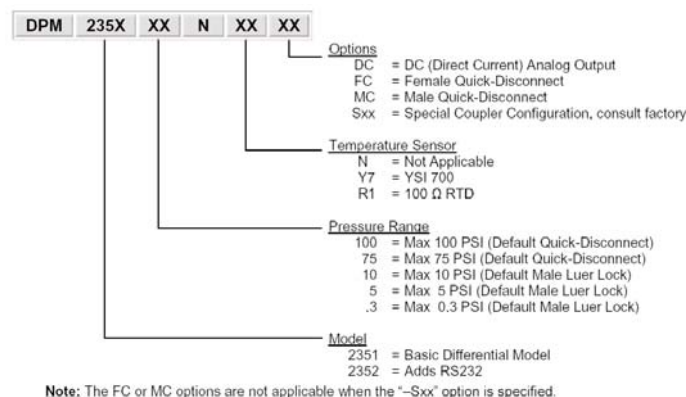 DPM 235X XX N XX XX
Options
DC = DC (Direct Current) Analog Output
FC = Female Quick-Disconnect
MC = Male Quick-Disconnect
Sxx = Special Coupler Configuration, consult factory
Temperature Sensor
N = Not Applicable
Y7 = YSI 700
R1 = 100 Ω RTD
Pressure Range
100 = Max 100 PSI (Default Quick-Disconnect)
75 = Max 75 PSI (Default Quick-Disconnect)
10 = Max 10 PSI (Default Male Luer Lock)
5 = Max 5 PSI (Default Male Luer Lock)
.3 = Max 0.3 PSI (Default Male Luer Lock)
Model
2351 = Basic Differential Model
2352 = Adds RS232
Note: The FC or MC options are not applicable when the "–Sxx" option is specified.